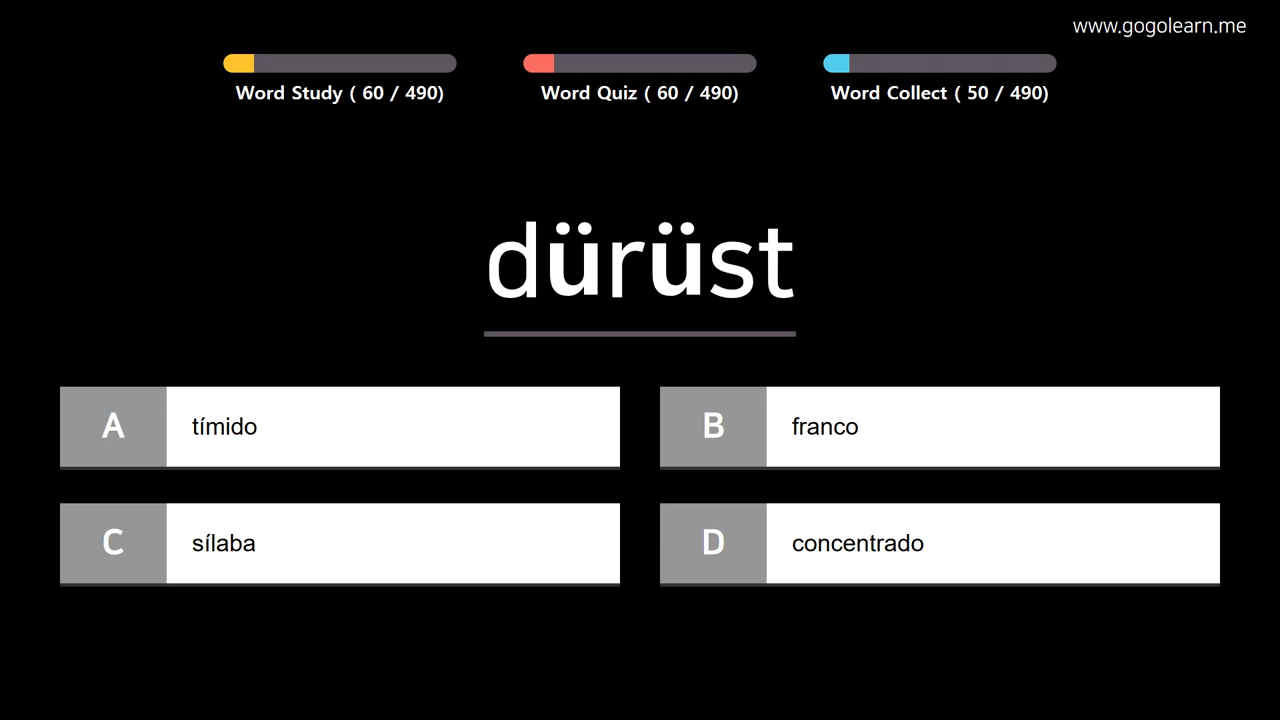 www.gogolearn.me
Word Study ( 60 / 490)
Word Quiz ( 60 / 490)
Word Collect ( 50 / 490)
dürüst
A tímido
B franco
C sílaba
D concentrado